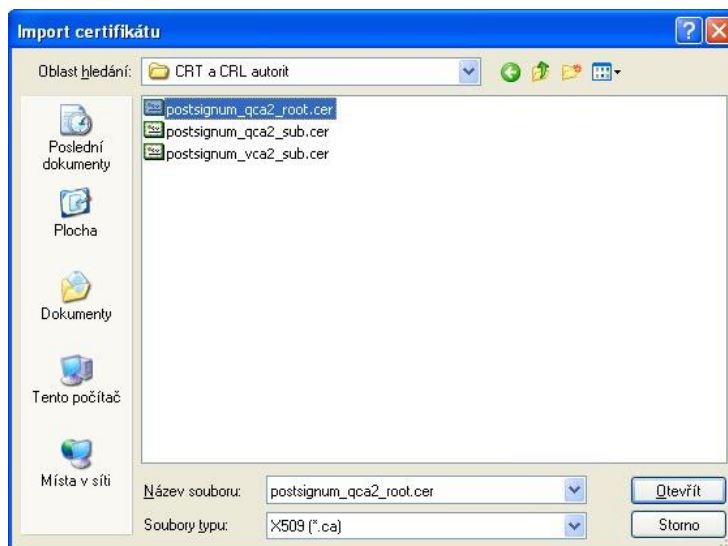 Import certifikátu
Oblast hledání: CRT a CRL autorit
Poslední
dokumenty
Plocha
Dokumenty
Tento počítač
Místa v síti
postsignum_qca2_root.cer
postsignum_qca2_sub.cer
postsignum_vca2_sub.cer
Název souboru: postsignum_qca2_root.cer Otevřít
Soubory typu: X509 (*.ca) Storno